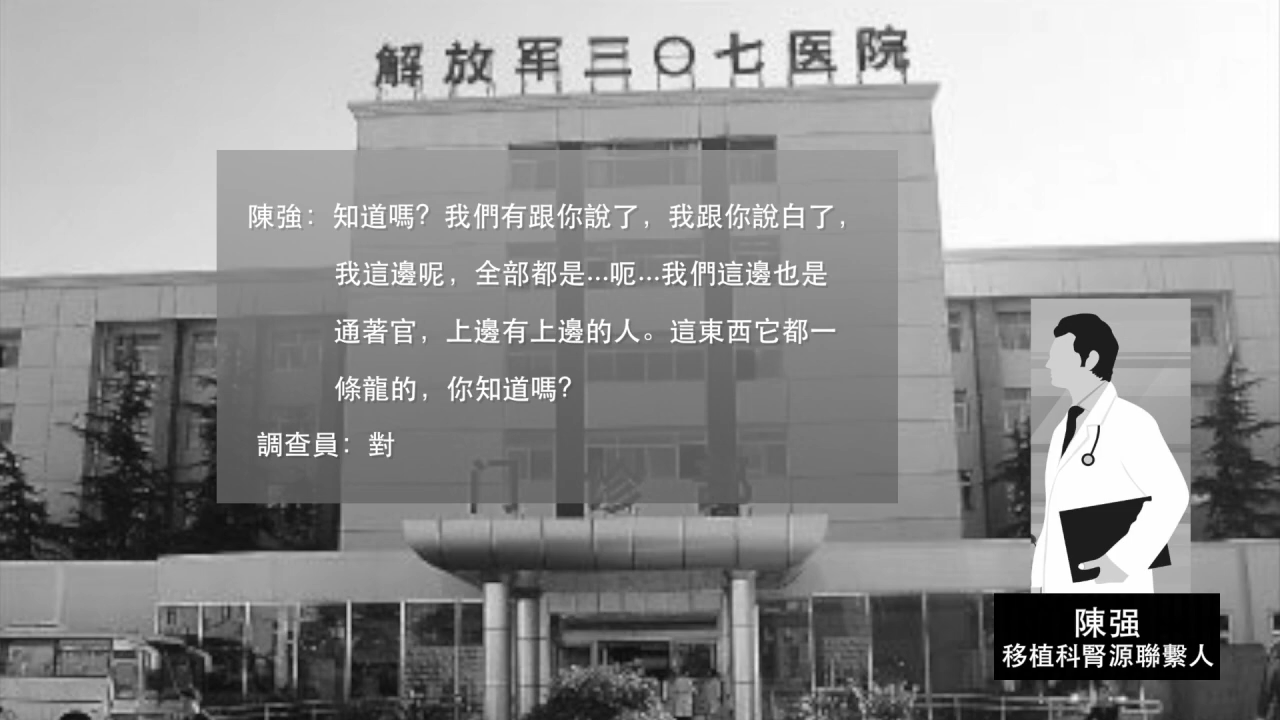 解放军三〇七医院
陳強：知道嗎？我們有跟你說了，我跟你說白了，
我這邊呢，全部都是...呃...我們這邊也是
通著官，上邊有上邊的人。這東西它都一
條龍的，你知道嗎？
調查員：對
门诊部
陳强
移植科腎源聯繫人